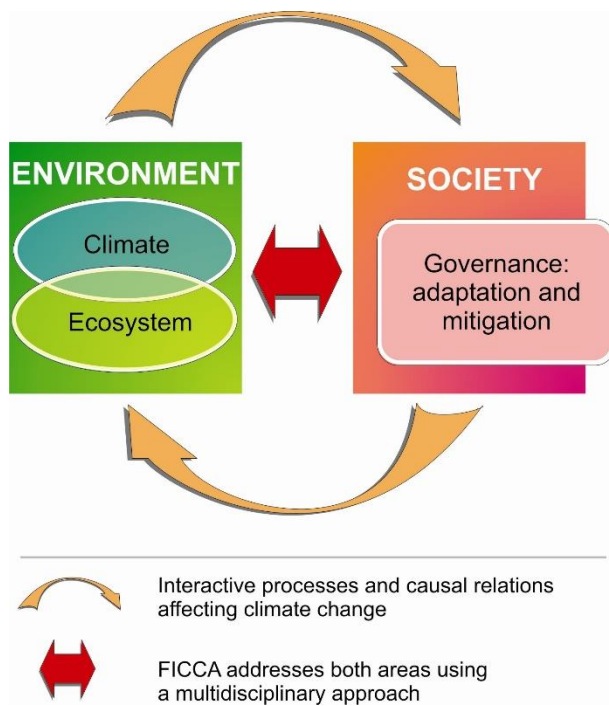 ENVIRONMENT
Climate
Ecosystem
SOCIETY
Governance:
adaptation and
mitigation
Interactive processes and causal relations
affecting climate change
FICCA addresses both areas using
a multidisciplinary approach